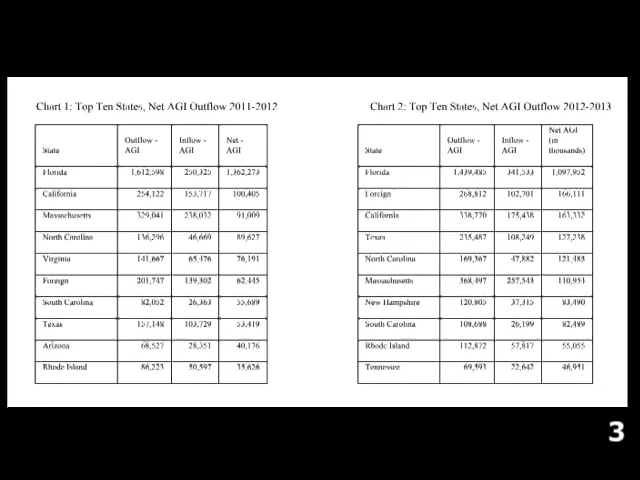 Chart 1: Top Ten States, Net AGI Outflow 2011-2012
State Outflow - AGI Inflow - AGI Net - AGI
Florida 1,612,598 250,325 1,362,273
California 254,122 153,717 100,405
Massachusetts 329,041 238,032 91,009
North Carolina 136,296 46,669 89,627
Virginia 141,667 65,476 76,191
Foreign 201,747 139,302 62,445
South Carolina 82,052 26,363 55,689
Texas 157,148 103,729 53,419
Arizona 68,527 28,351 40,176
Rhode Island 86,223 50,597 35,626
Chart 2: Top Ten States, Net AGI Outflow 2012-2013
State Outflow - AGI Inflow - AGI Net AGI (in thousands)
Florida 1,439,485 341,533 1,097,952
Foreign 268,812 102,701 166,111
California 338,770 175,438 163,332
Texas 235,487 108,249 127,238
North Carolina 169,367 47,882 121,485
Massachusetts 368,497 257,543 110,954
New Hampshire 120,805 37,315 83,490
South Carolina 108,688 26,199 82,489
Rhode Island 112,872 57,817 55,055
Tennessee 69,593 22,642 46,951
3